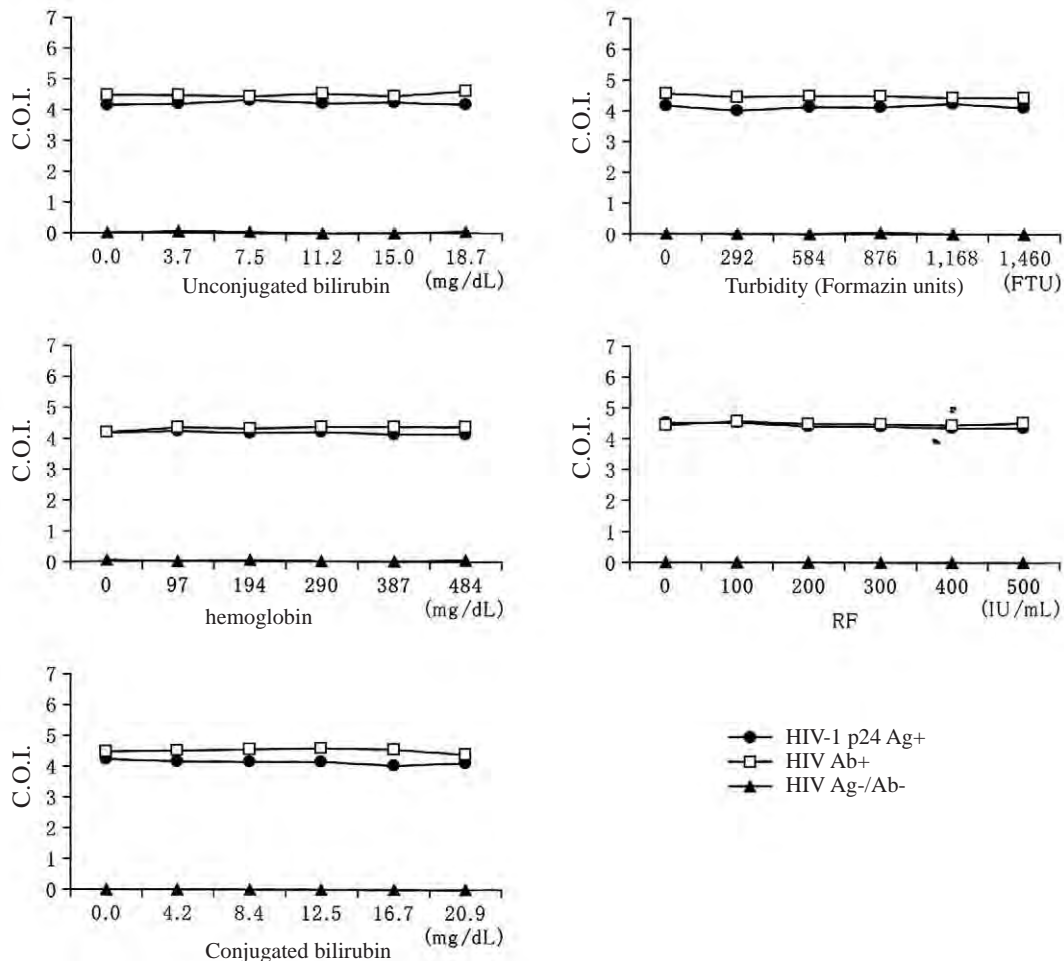 7
6
5
4
3
2
1
0
C.O.I.
0.0 3.7 7.5 11.2 15.0 18.7
Unconjugated bilirubin (mg/dL)
7
6
5
4
3
2
1
0
C.O.I.
0 292 584 876 1,168 1,460
Turbidity (Formazin units) (FTU)
7
6
5
4
3
2
1
0
C.O.I.
0 97 194 290 387 484
hemoglobin (mg/dL)
7
6
5
4
3
2
1
0
C.O.I.
0 100 200 300 400 500
RF (IU/mL)
7
6
5
4
3
2
1
0
C.O.I.
0.0 4.2 8.4 12.5 16.7 20.9
Conjugated bilirubin (mg/dL)
HIV-1 p24 Ag+
HIV Ab+
HIV Ag-/Ab-